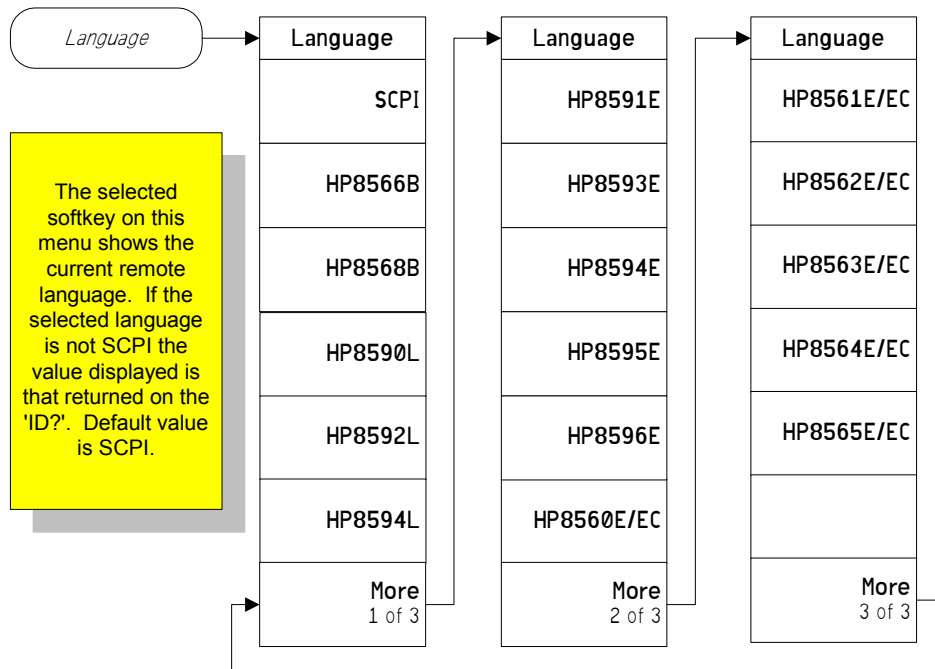 Language
The selected
softkey on this
menu shows the
current remote
language. If the
selected language
is not SCPI the
value displayed is
that returned on the
'ID?'. Default value
is SCPI.
Language
SCPI
HP8566B
HP8568B
HP8590L
HP8592L
HP8594L
More
1 of 3
Language
HP8591E
HP8593E
HP8594E
HP8595E
HP8596E
HP8560E/EC
More
2 of 3
Language
HP8561E/EC
HP8562E/EC
HP8563E/EC
HP8564E/EC
HP8565E/EC
More
3 of 3